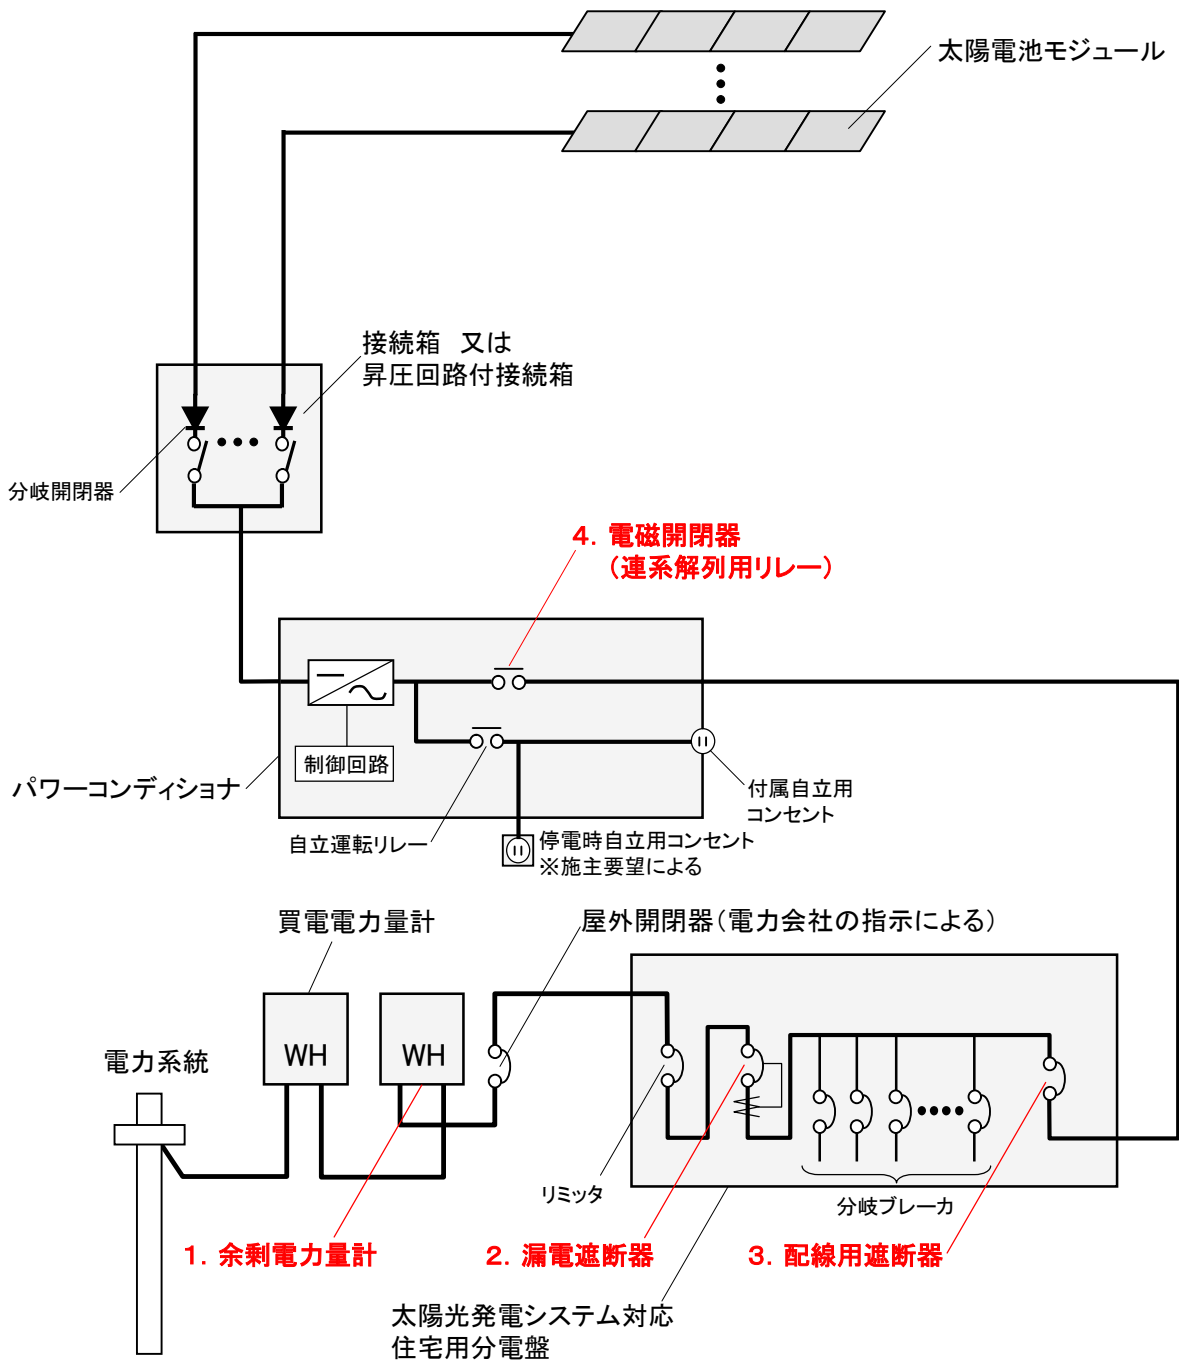 太陽電池モジュール
接続箱　又は
昇圧回路付接続箱
分岐開閉器
4. 電磁開閉器
(連系解列用リレー)
制御回路
パワーコンディショナ
付属自立用
コンセント
自立運転リレー
停電時自立用コンセント
※施主要望による
買電電力量計
屋外開閉器(電力会社の指示による)
WH
WH
電力系統
リミッタ
分岐ブレーカ
1. 余剰電力量計
2. 漏電遮断器
3. 配線用遮断器
太陽光発電システム対応
住宅用分電盤